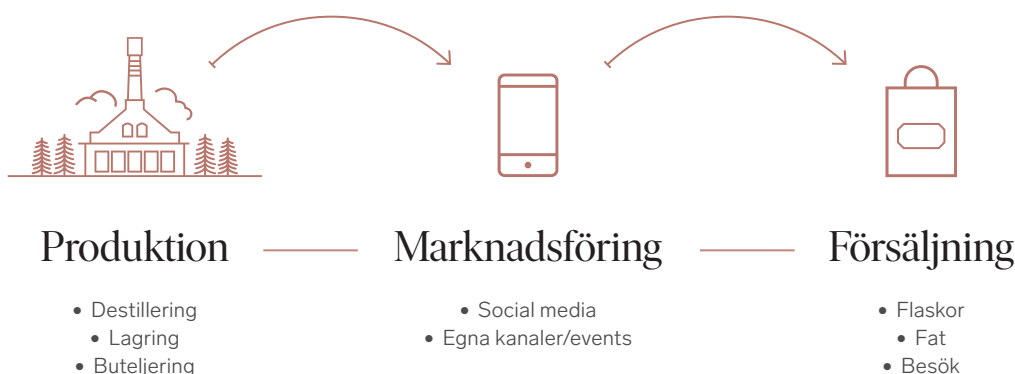 Produktion
Marknadsföring
Försäljning
• Destillering
• Lagring
• Buteljering
• Social media
• Egna kanaler/events
• Flaskor
• Fat
• Besök